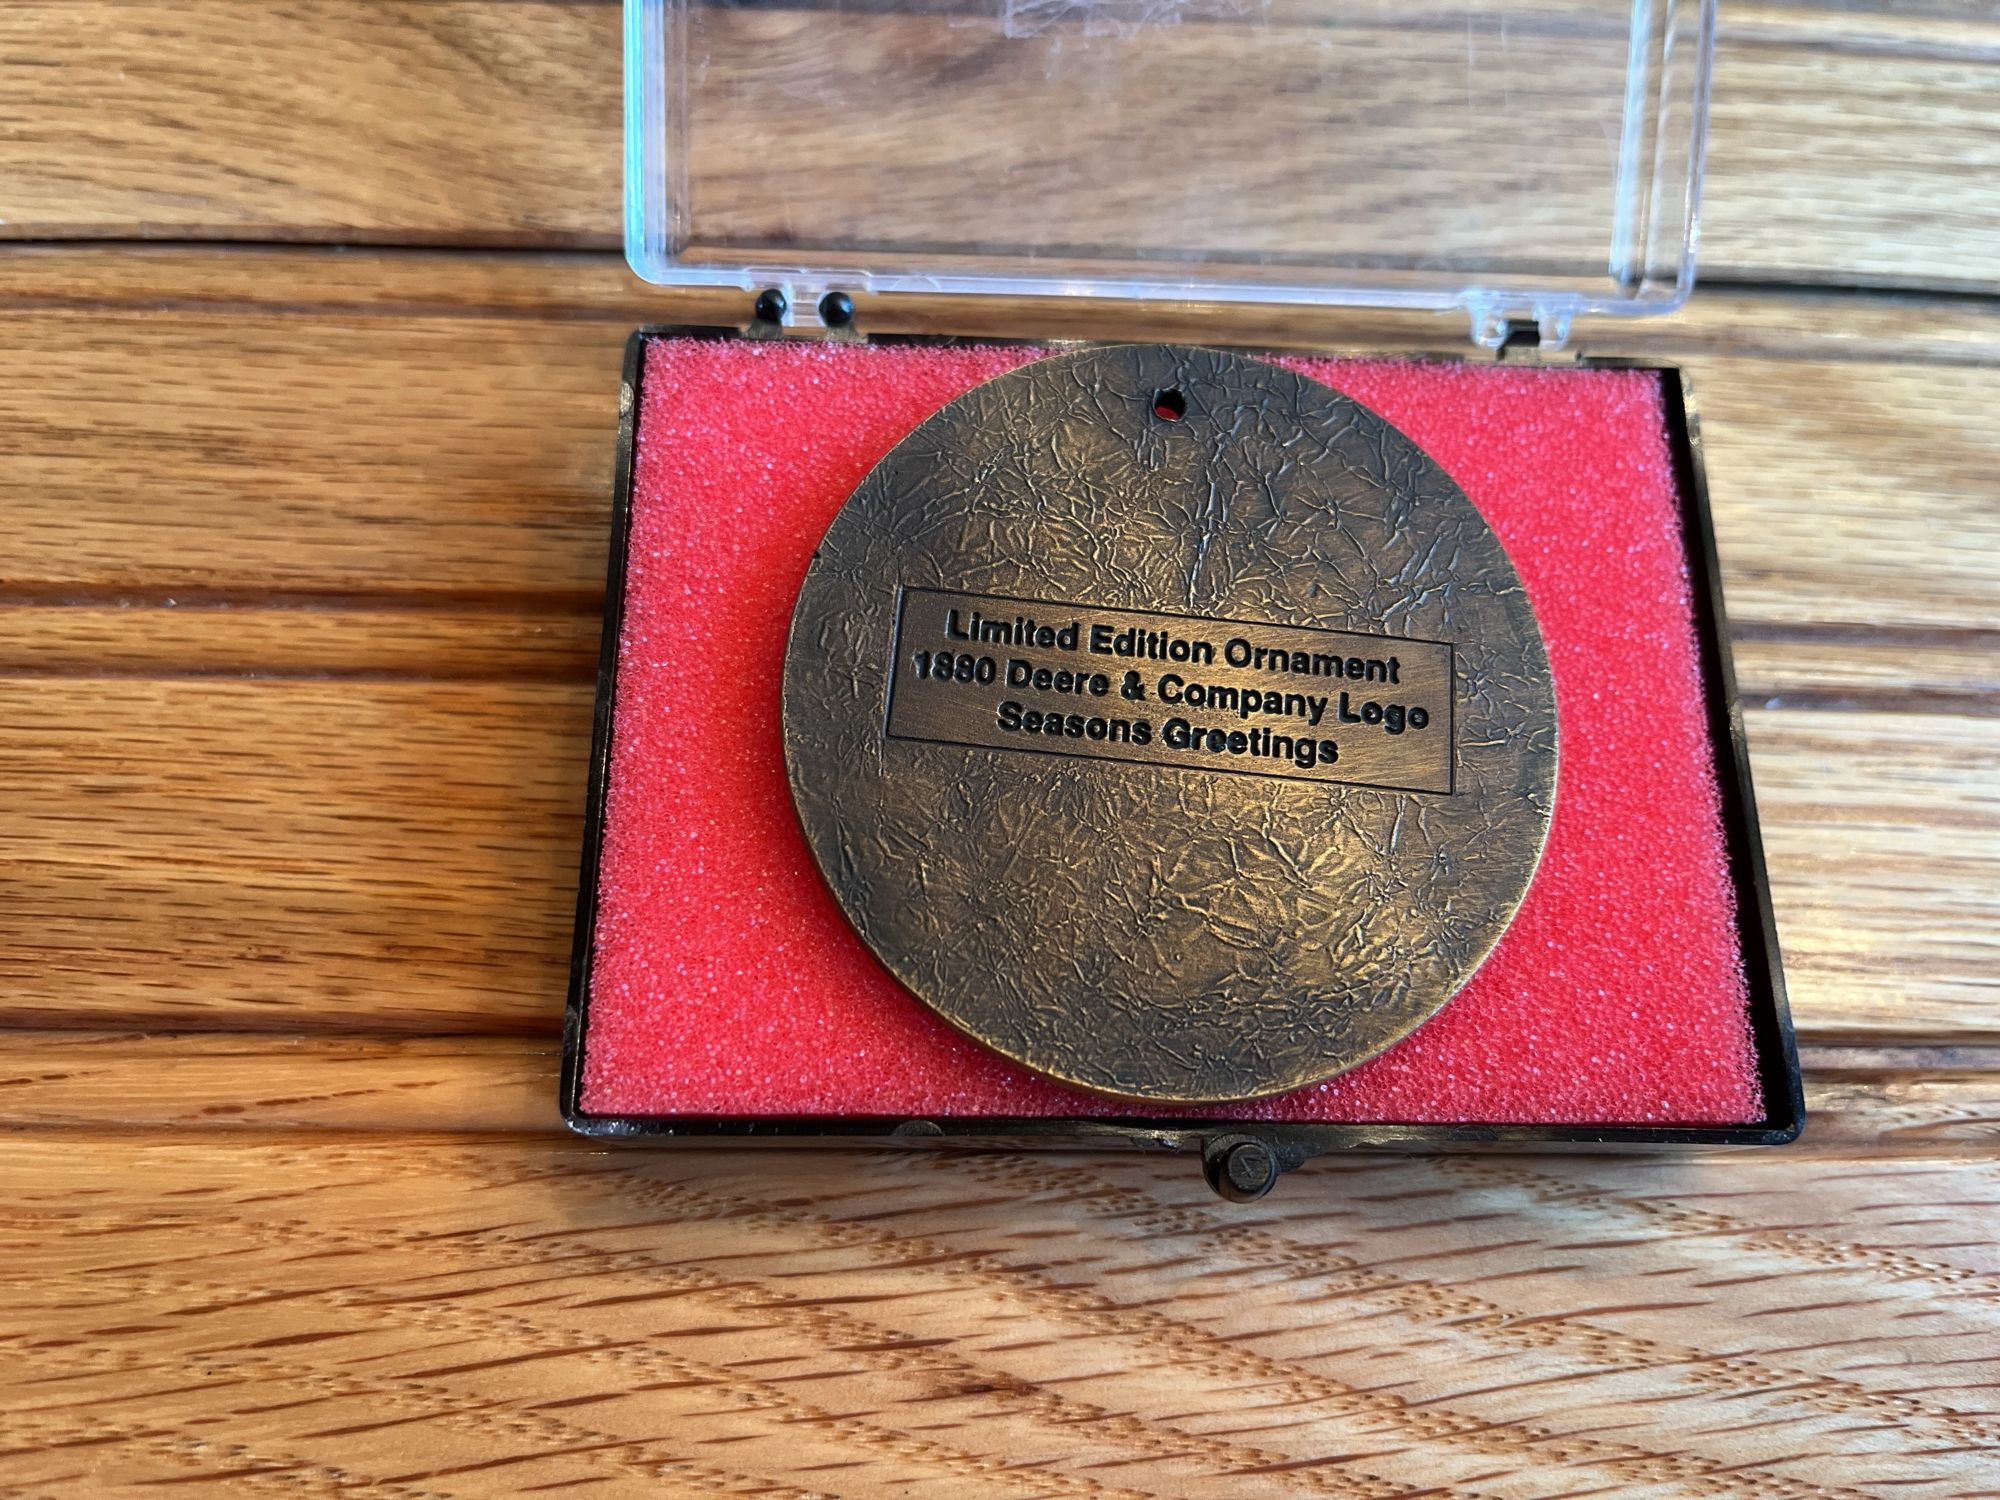 Limited Edition Ornament
1880 Deere & Company Logo
Seasons Greetings